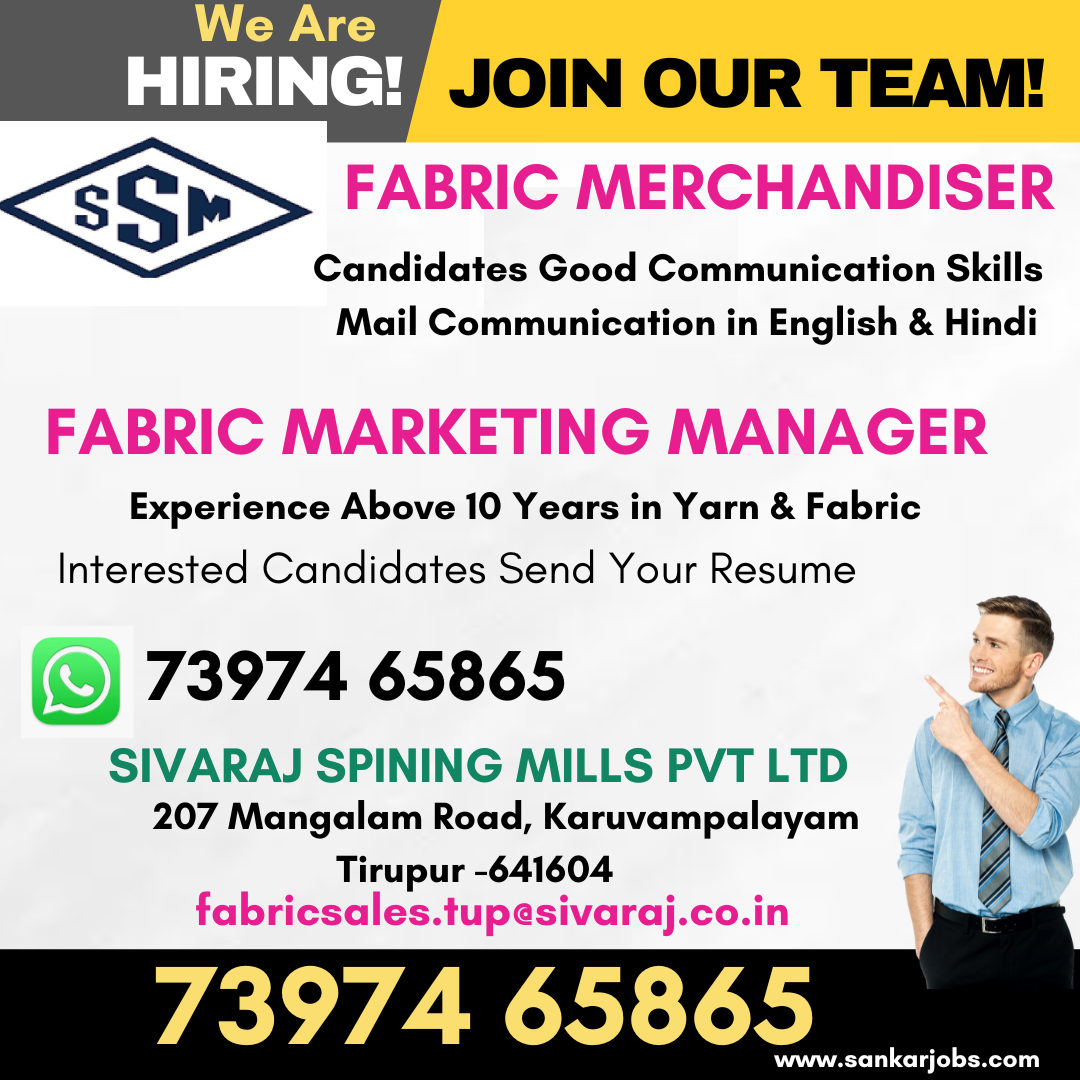 We Are
HIRING!
JOIN OUR TEAM!
SSM
FABRIC MERCHANDISER
Candidates Good Communication Skills
Mail Communication in English & Hindi
FABRIC MARKETING MANAGER
Experience Above 10 Years in Yarn & Fabric
Interested Candidates Send Your Resume
73974 65865
SIVARAJ SPINING MILLS PVT LTD
207 Mangalam Road, Karuvampalayam
Tirupur -641604
fabricsales.tup@sivaraj.co.in
73974 65865
www.sankarjobs.com